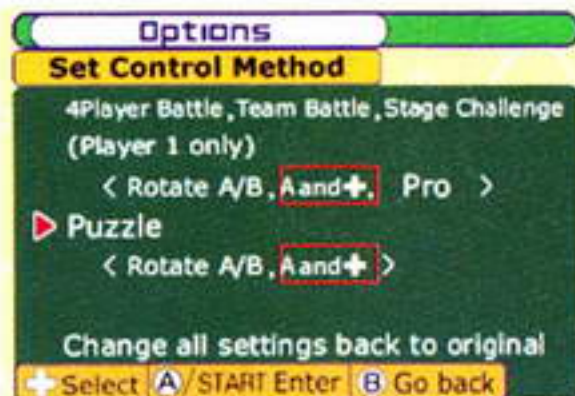 Options
Set Control Method
4Player Battle,Team Battle,Stage Challenge
(Player 1 only)
< Rotate A/B, A and ✚, Pro >
Puzzle
< Rotate A/B, A and ✚ >
Change all settings back to original
✚ Select Ⓐ/START Enter Ⓑ Go back